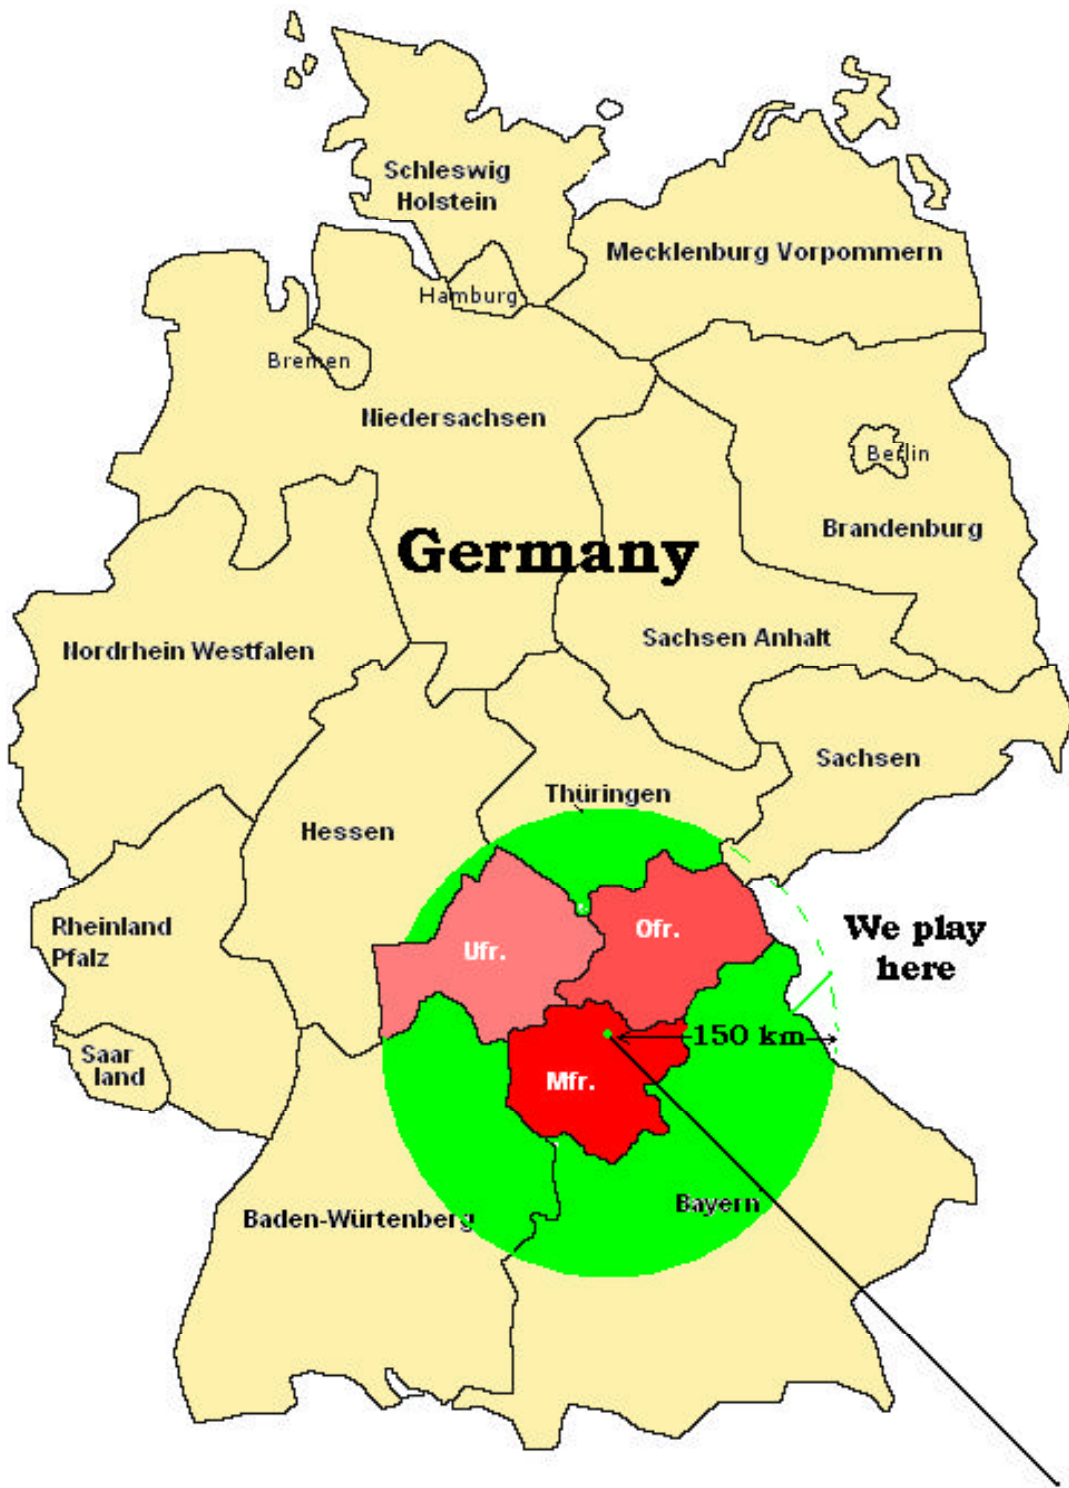 Schleswig
Holstein
Mecklenburg Vorpommern
Hamburg
Bremen
Niedersachsen
Berlin
Brandenburg
Germany
Sachsen Anhalt
Nordrhein Westfalen
Sachsen
Thüringen
Hessen
Rheinland
Pfalz
Ufr.
Ofr.
We play
here
150 km
Saar
land
Mfr.
Bayern
Baden-Würtenberg